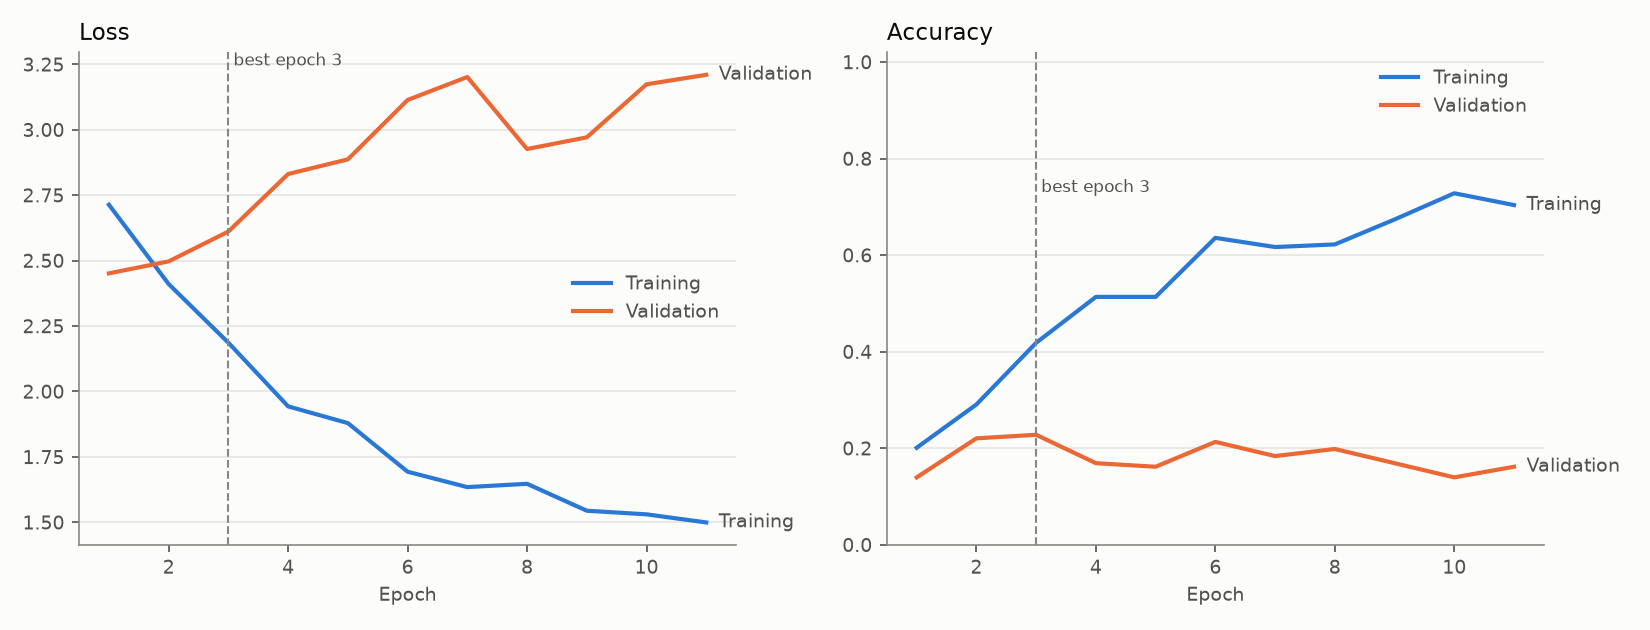 Loss
best epoch 3
3.25
3.00
2.75
2.50
2.25
2.00
1.75
1.50
Validation
Training
Training
Validation
2
4
6
8
10
Epoch
Accuracy
best epoch 3
1.0
0.8
0.6
0.4
0.2
0.0
Training
Validation
Training
Validation
2
4
6
8
10
Epoch